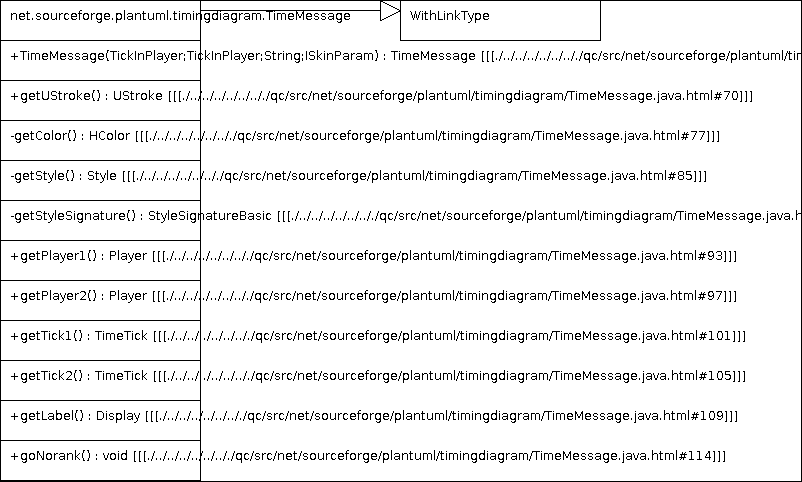 net.sourceforge.plantuml.timingdiagram.TimeMessage
WithLinkType
+TimeMessage(TickInPlayer;TickInPlayer;String;ISkinParam) : TimeMessage [[[./../../../../../.././qc/src/net/sourceforge/plantuml/tim
+getUStroke() : UStroke [[[./../../../../../.././qc/src/net/sourceforge/plantuml/timingdiagram/TimeMessage.java.html#70]]]
-getColor() : HColor [[[./../../../../../.././qc/src/net/sourceforge/plantuml/timingdiagram/TimeMessage.java.html#77]]]
-getStyle() : Style [[[./../../../../../.././qc/src/net/sourceforge/plantuml/timingdiagram/TimeMessage.java.html#85]]]
-getStyleSignature() : StyleSignatureBasic [[[./../../../../../.././qc/src/net/sourceforge/plantuml/timingdiagram/TimeMessage.java.h
+getPlayer1() : Player [[[./../../../../../.././qc/src/net/sourceforge/plantuml/timingdiagram/TimeMessage.java.html#93]]]
+getPlayer2() : Player [[[./../../../../../.././qc/src/net/sourceforge/plantuml/timingdiagram/TimeMessage.java.html#97]]]
+getTick1() : TimeTick [[[./../../../../../.././qc/src/net/sourceforge/plantuml/timingdiagram/TimeMessage.java.html#101]]]
+getTick2() : TimeTick [[[./../../../../../.././qc/src/net/sourceforge/plantuml/timingdiagram/TimeMessage.java.html#105]]]
+getLabel() : Display [[[./../../../../../.././qc/src/net/sourceforge/plantuml/timingdiagram/TimeMessage.java.html#109]]]
+goNorank() : void [[[./../../../../../.././qc/src/net/sourceforge/plantuml/timingdiagram/TimeMessage.java.html#114]]]